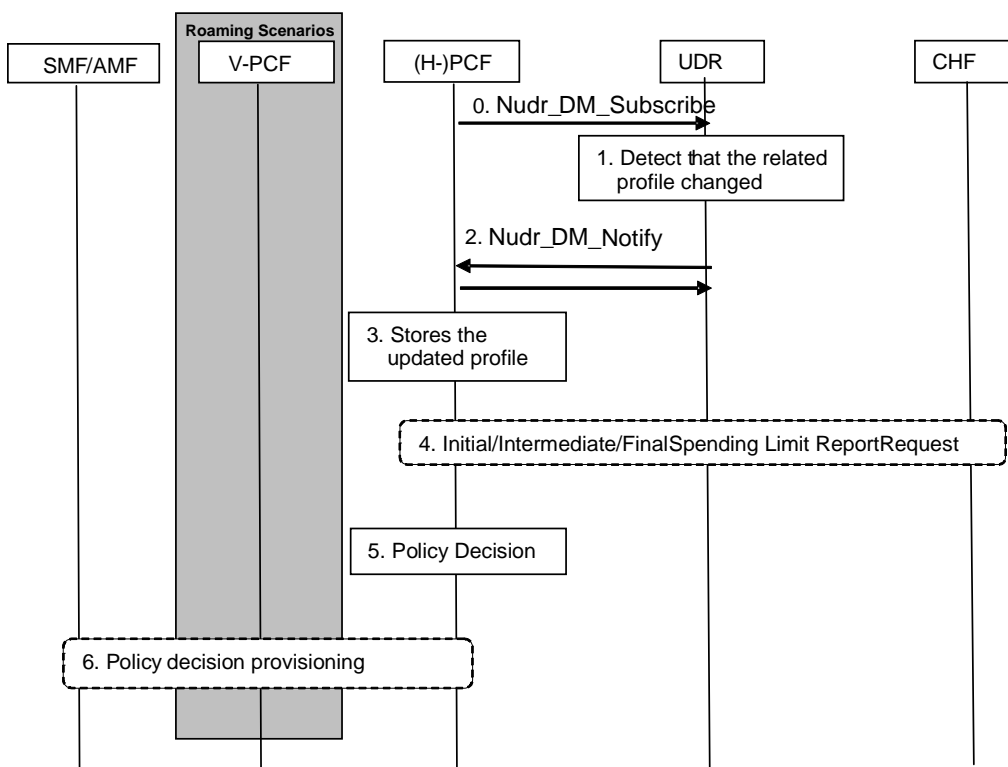 Roaming Scenarios
SMF/AMF
V-PCF
(H-)PCF
UDR
CHF
0. Nudr_DM_Subscribe
1. Detect that the related
profile changed
2. Nudr_DM_Notify
3. Stores the
updated profile
4. Initial/Intermediate/FinalSpending Limit ReportRequest
5. Policy Decision
6. Policy decision provisioning